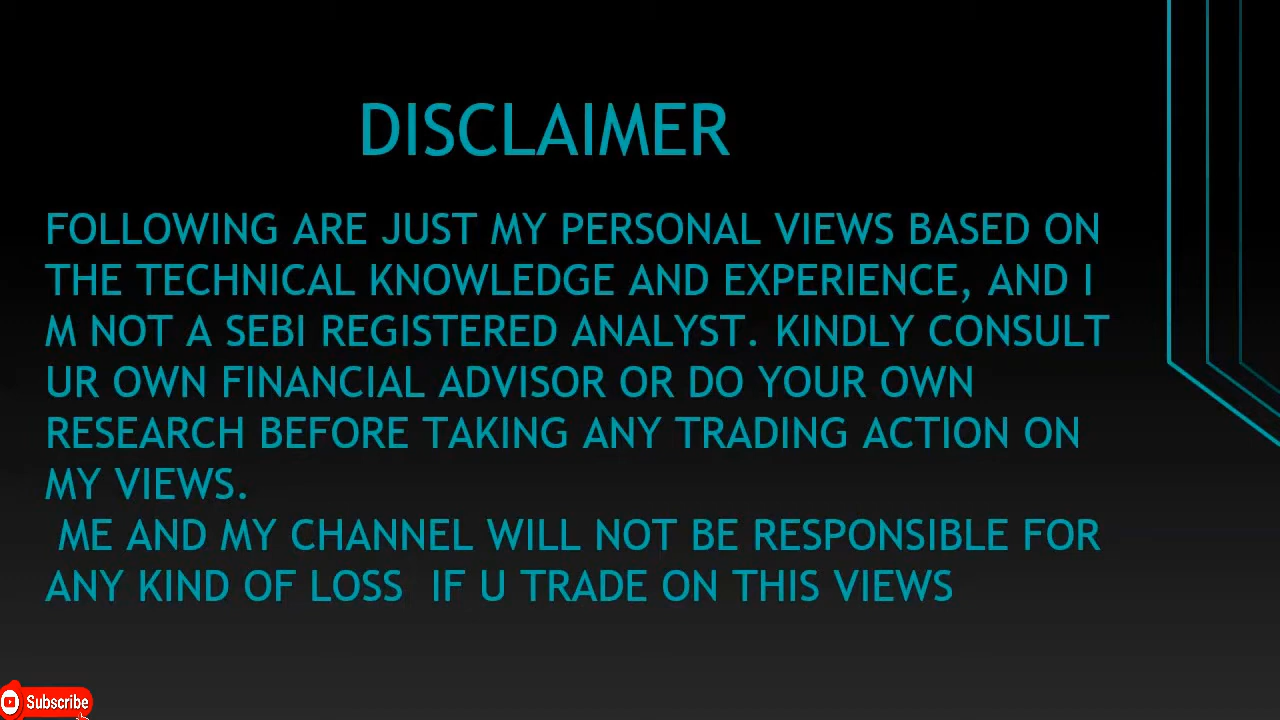 DISCLAIMER
FOLLOWING ARE JUST MY PERSONAL VIEWS BASED ON
THE TECHNICAL KNOWLEDGE AND EXPERIENCE, AND I
M NOT A SEBI REGISTERED ANALYST. KINDLY CONSULT
UR OWN FINANCIAL ADVISOR OR DO YOUR OWN
RESEARCH BEFORE TAKING ANY TRADING ACTION ON
MY VIEWS.
ME AND MY CHANNEL WILL NOT BE RESPONSIBLE FOR
ANY KIND OF LOSS  IF U TRADE ON THIS VIEWS
Subscribe